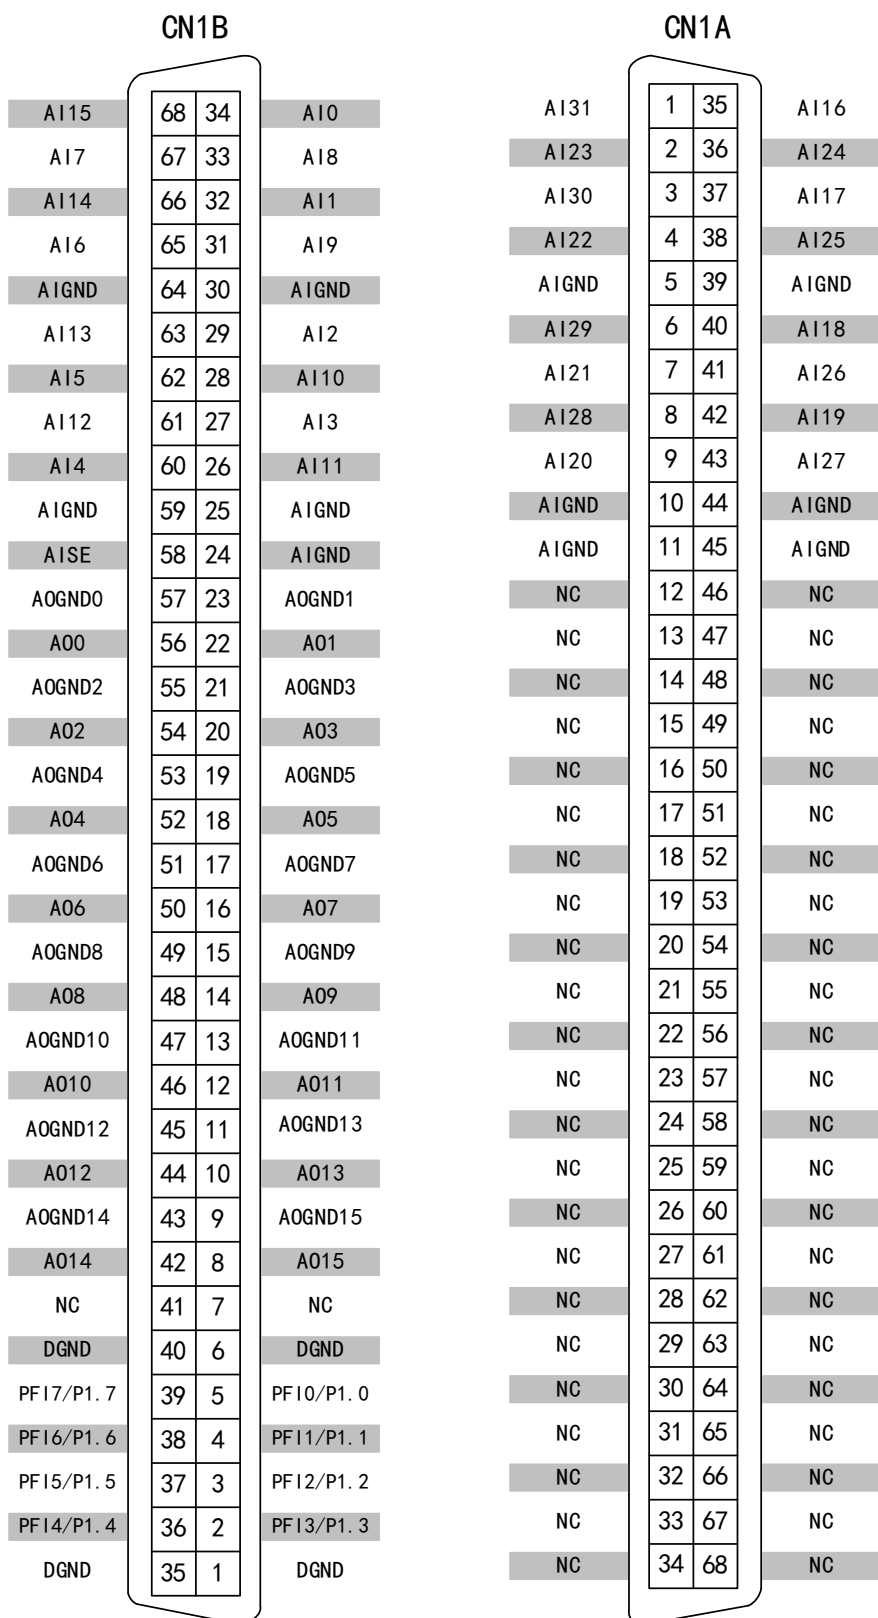 CN1B
AI15 68 34 AI0
AI7 67 33 AI8
AI14 66 32 AI1
AI6 65 31 AI9
AIGND 64 30 AIGND
AI13 63 29 AI2
AI5 62 28 AI10
AI12 61 27 AI3
AI4 60 26 AI11
AIGND 59 25 AIGND
AISE 58 24 AIGND
AOGND0 57 23 AOGND1
AO0 56 22 AO1
AOGND2 55 21 AOGND3
AO2 54 20 AO3
AOGND4 53 19 AOGND5
AO4 52 18 AO5
AOGND6 51 17 AOGND7
AO6 50 16 AO7
AOGND8 49 15 AOGND9
AO8 48 14 AO9
AOGND10 47 13 AOGND11
AO10 46 12 AO11
AOGND12 45 11 AOGND13
AO12 44 10 AO13
AOGND14 43 9 AOGND15
AO14 42 8 AO15
NC 41 7 NC
DGND 40 6 DGND
PFI7/P1.7 39 5 PFI0/P1.0
PFI6/P1.6 38 4 PFI1/P1.1
PFI5/P1.5 37 3 PFI2/P1.2
PFI4/P1.4 36 2 PFI3/P1.3
DGND 35 1 DGND
CN1A
AI31 1 35 AI16
AI23 2 36 AI24
AI30 3 37 AI17
AI22 4 38 AI25
AIGND 5 39 AIGND
AI29 6 40 AI18
AI21 7 41 AI26
AI28 8 42 AI19
AI20 9 43 AI27
AIGND 10 44 AIGND
AIGND 11 45 AIGND
NC 12 46 NC
NC 13 47 NC
NC 14 48 NC
NC 15 49 NC
NC 16 50 NC
NC 17 51 NC
NC 18 52 NC
NC 19 53 NC
NC 20 54 NC
NC 21 55 NC
NC 22 56 NC
NC 23 57 NC
NC 24 58 NC
NC 25 59 NC
NC 26 60 NC
NC 27 61 NC
NC 28 62 NC
NC 29 63 NC
NC 30 64 NC
NC 31 65 NC
NC 32 66 NC
NC 33 67 NC
NC 34 68 NC